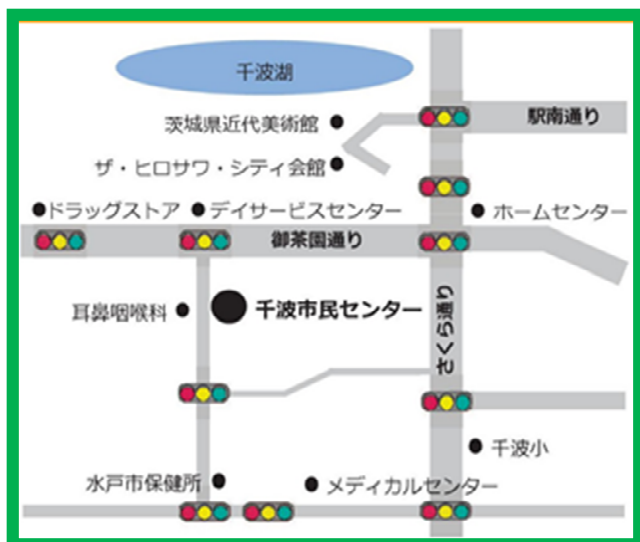 千波湖
茨城県近代美術館
駅南通り
ザ・ヒロサワ・シティ会館
ドラッグストア
デイサービスセンター
ホームセンター
御茶園通り
耳鼻咽喉科
千波市民センター
さくら通り
千波小
水戸市保健所
メディカルセンター